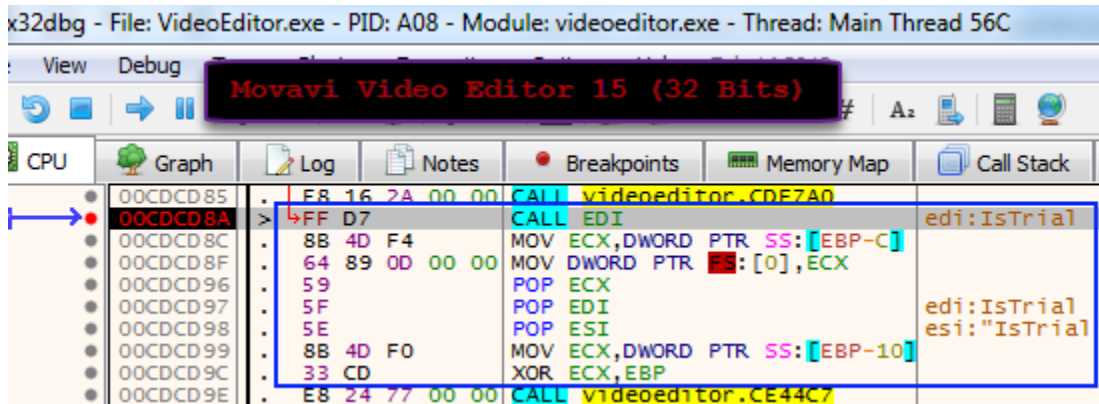 x32dbg - File: VideoEditor.exe - PID: A08 - Module: videoeditor.exe - Thread: Main Thread 56C
View Debug
Movavi Video Editor 15 (32 Bits)
# A₂
CPU Graph Log Notes Breakpoints Memory Map Call Stack
00CDCD85 . E8 16 2A 00 00 CALL videoeditor.CDF7A0
00CDCD8A > FF D7 CALL EDI edi:IsTrial
00CDCD8C . 8B 4D F4 MOV ECX,DWORD PTR SS:[EBP-C]
00CDCD8F . 64 89 0D 00 00 MOV DWORD PTR FS:[0],ECX
00CDCD96 . 59 POP ECX
00CDCD97 . 5F POP EDI edi:IsTrial
00CDCD98 . 5E POP ESI esi:"IsTrial
00CDCD99 . 8B 4D F0 MOV ECX,DWORD PTR SS:[EBP-10]
00CDCD9C . 33 CD XOR ECX,EBP
00CDCD9E . E8 24 77 00 00 CALL videoeditor.CE44C7